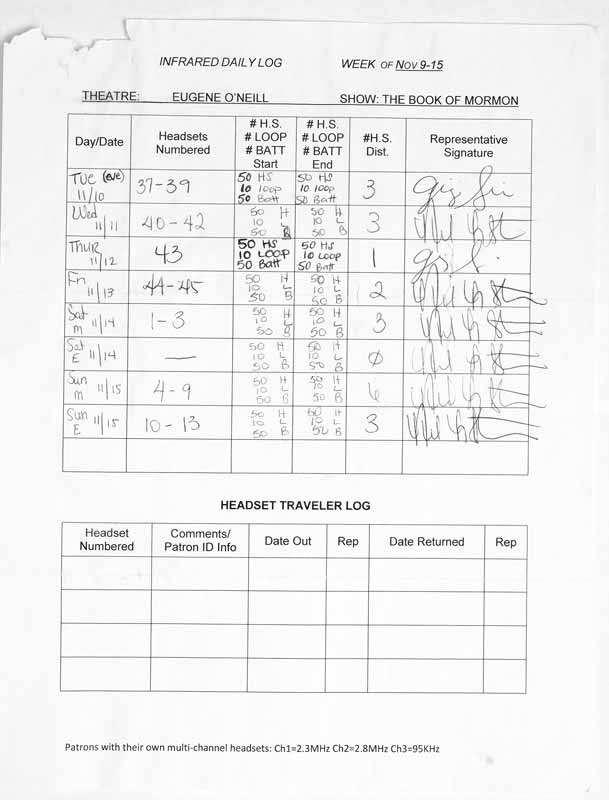 INFRARED DAILY LOG WEEK OF NOV 9-15
THEATRE: EUGENE O'NEILL SHOW: THE BOOK OF MORMON
Day/Date Headsets Numbered # H.S. # LOOP # BATT Start # H.S. # LOOP # BATT End #H.S. Dist. Representative Signature
TUE (eve) 11/10 37-39 50 HS 10 loop 50 Batt 50 HS 10 loop 50 Batt 3
Wed 11/11 40-42 50 H 10 L 50 B 50 H 10 L 50 B 3
THUR 11/12 43 50 HS 10 LOOP 50 Batt 50 HS 10 LOOP 50 Batt 1
Fri 11/13 44-45 50 H 10 L 50 B 50 H 10 L 50 B 2
Sat M 11/14 1-3 50 H 10 L 50 B 50 H 10 L 50 B 3
Sat E 11/14 — 50 H 10 L 50 B 50 H 10 L 50 B Ø
Sun M 11/15 4-9 50 H 10 L 50 B 50 H 10 L 50 B 6
Sun E 11/15 10-13 50 H 10 L 50 B 50 H 10 L 50 B 3
HEADSET TRAVELER LOG
Headset Numbered Comments/ Patron ID Info Date Out Rep Date Returned Rep
Patrons with their own multi-channel headsets: Ch1=2.3MHz Ch2=2.8MHz Ch3=95KHz